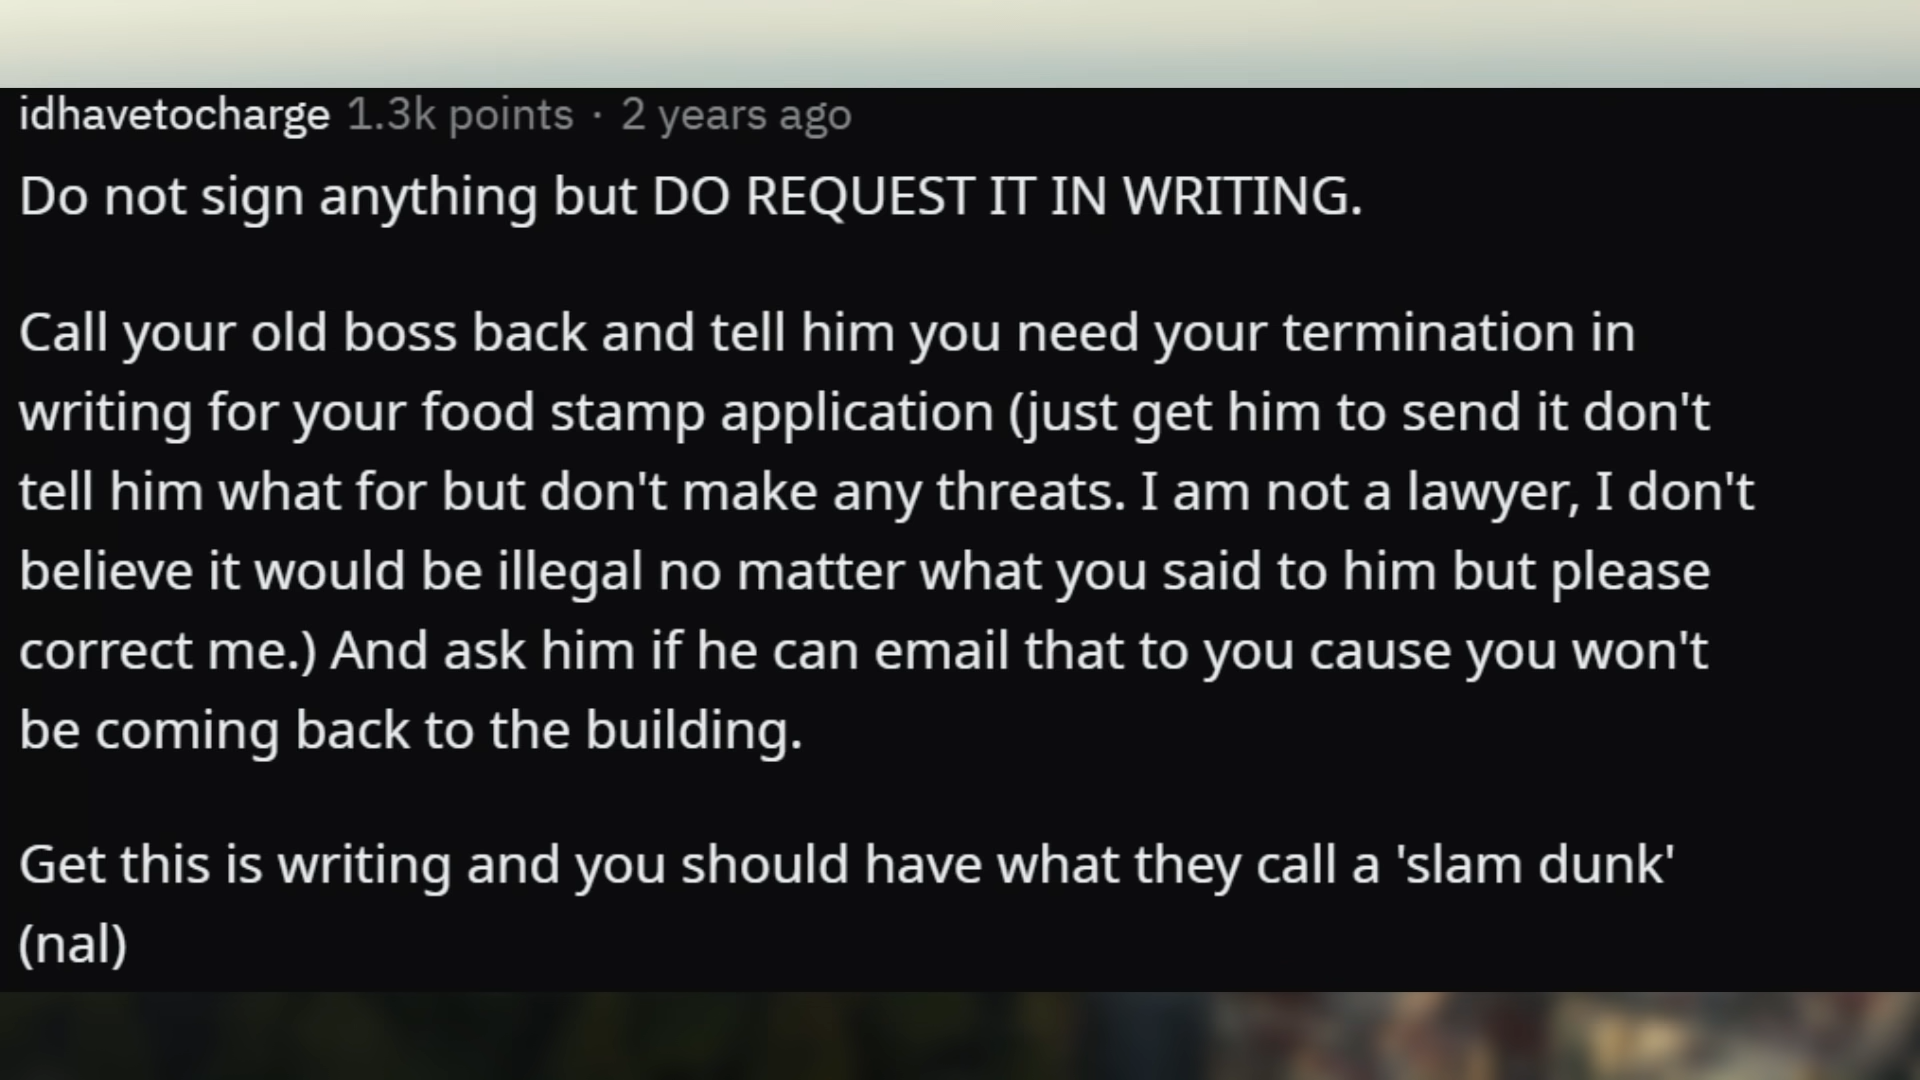 idhavetocharge 1.3k points · 2 years ago
Do not sign anything but DO REQUEST IT IN WRITING.
Call your old boss back and tell him you need your termination in
writing for your food stamp application (just get him to send it don't
tell him what for but don't make any threats. I am not a lawyer, I don't
believe it would be illegal no matter what you said to him but please
correct me.) And ask him if he can email that to you cause you won't
be coming back to the building.
Get this is writing and you should have what they call a 'slam dunk'
(nal)